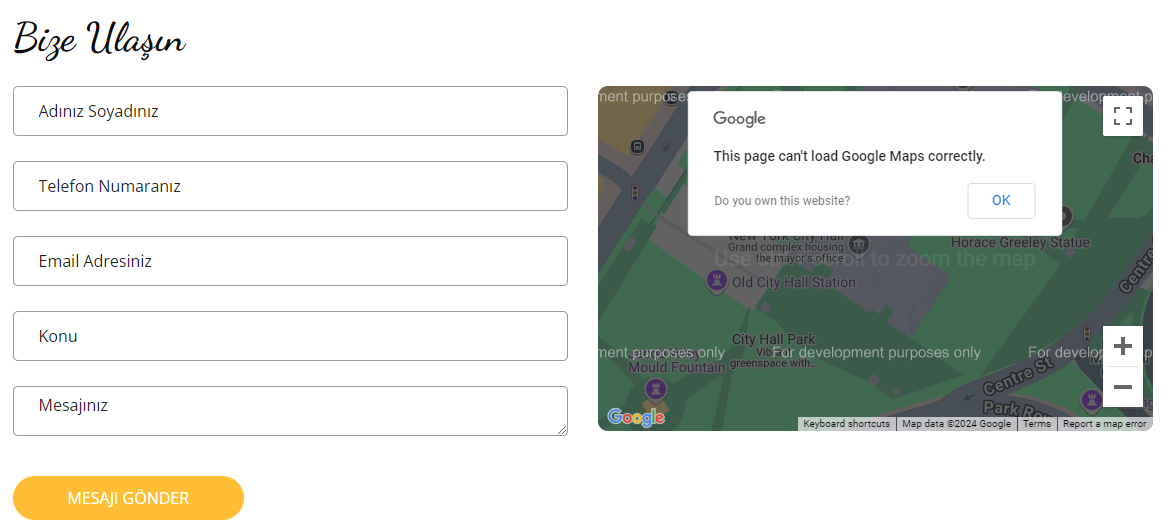 Bize Ulaşın
Adınız Soyadınız
Telefon Numaranız
Email Adresiniz
Konu
Mesajınız
MESAJI GÖNDER
ment purposes
For development p
Google
This page can't load Google Maps correctly.
Do you own this website?
OK
Cha
New York City Hall
Grand complex housing
the mayor's office
Horace Greeley Statue
Use scroll to zoom the map
Old City Hall Station
Centre
City Hall Park
Vib
greenspace with...
ment purposes only
For development purposes only
For develop
Mould Fountain
Centre St
Park Ro
Google
Keyboard shortcuts
Map data ©2024 Google
Terms
Report a map error